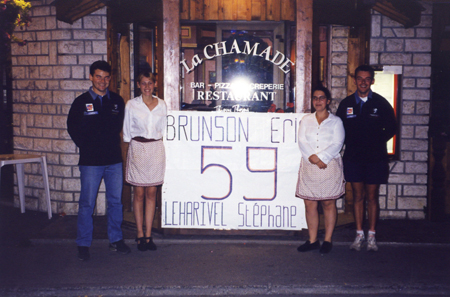 La CHAMADE
BAR - PIZZERIA - CREPERIE
RESTAURANT
BRUNSON Eri
59
LEHARIVEL Stéphane